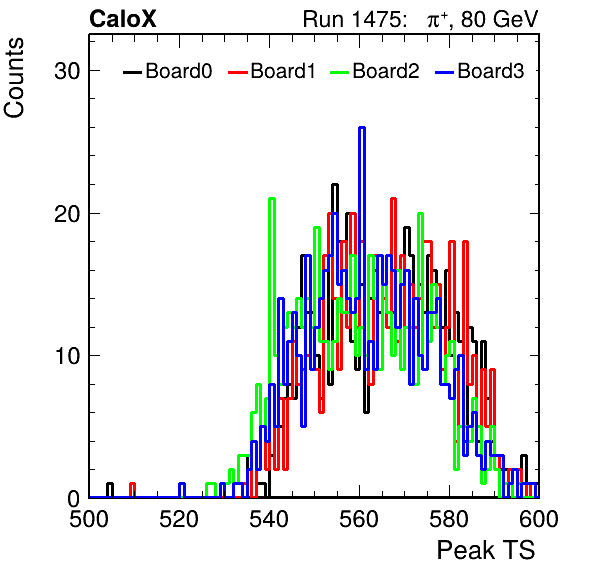 CaloX Run 1475: π⁺, 80 GeV
Counts
30
Board0 Board1 Board2 Board3
20
10
0
500 520 540 560 580 600
Peak TS